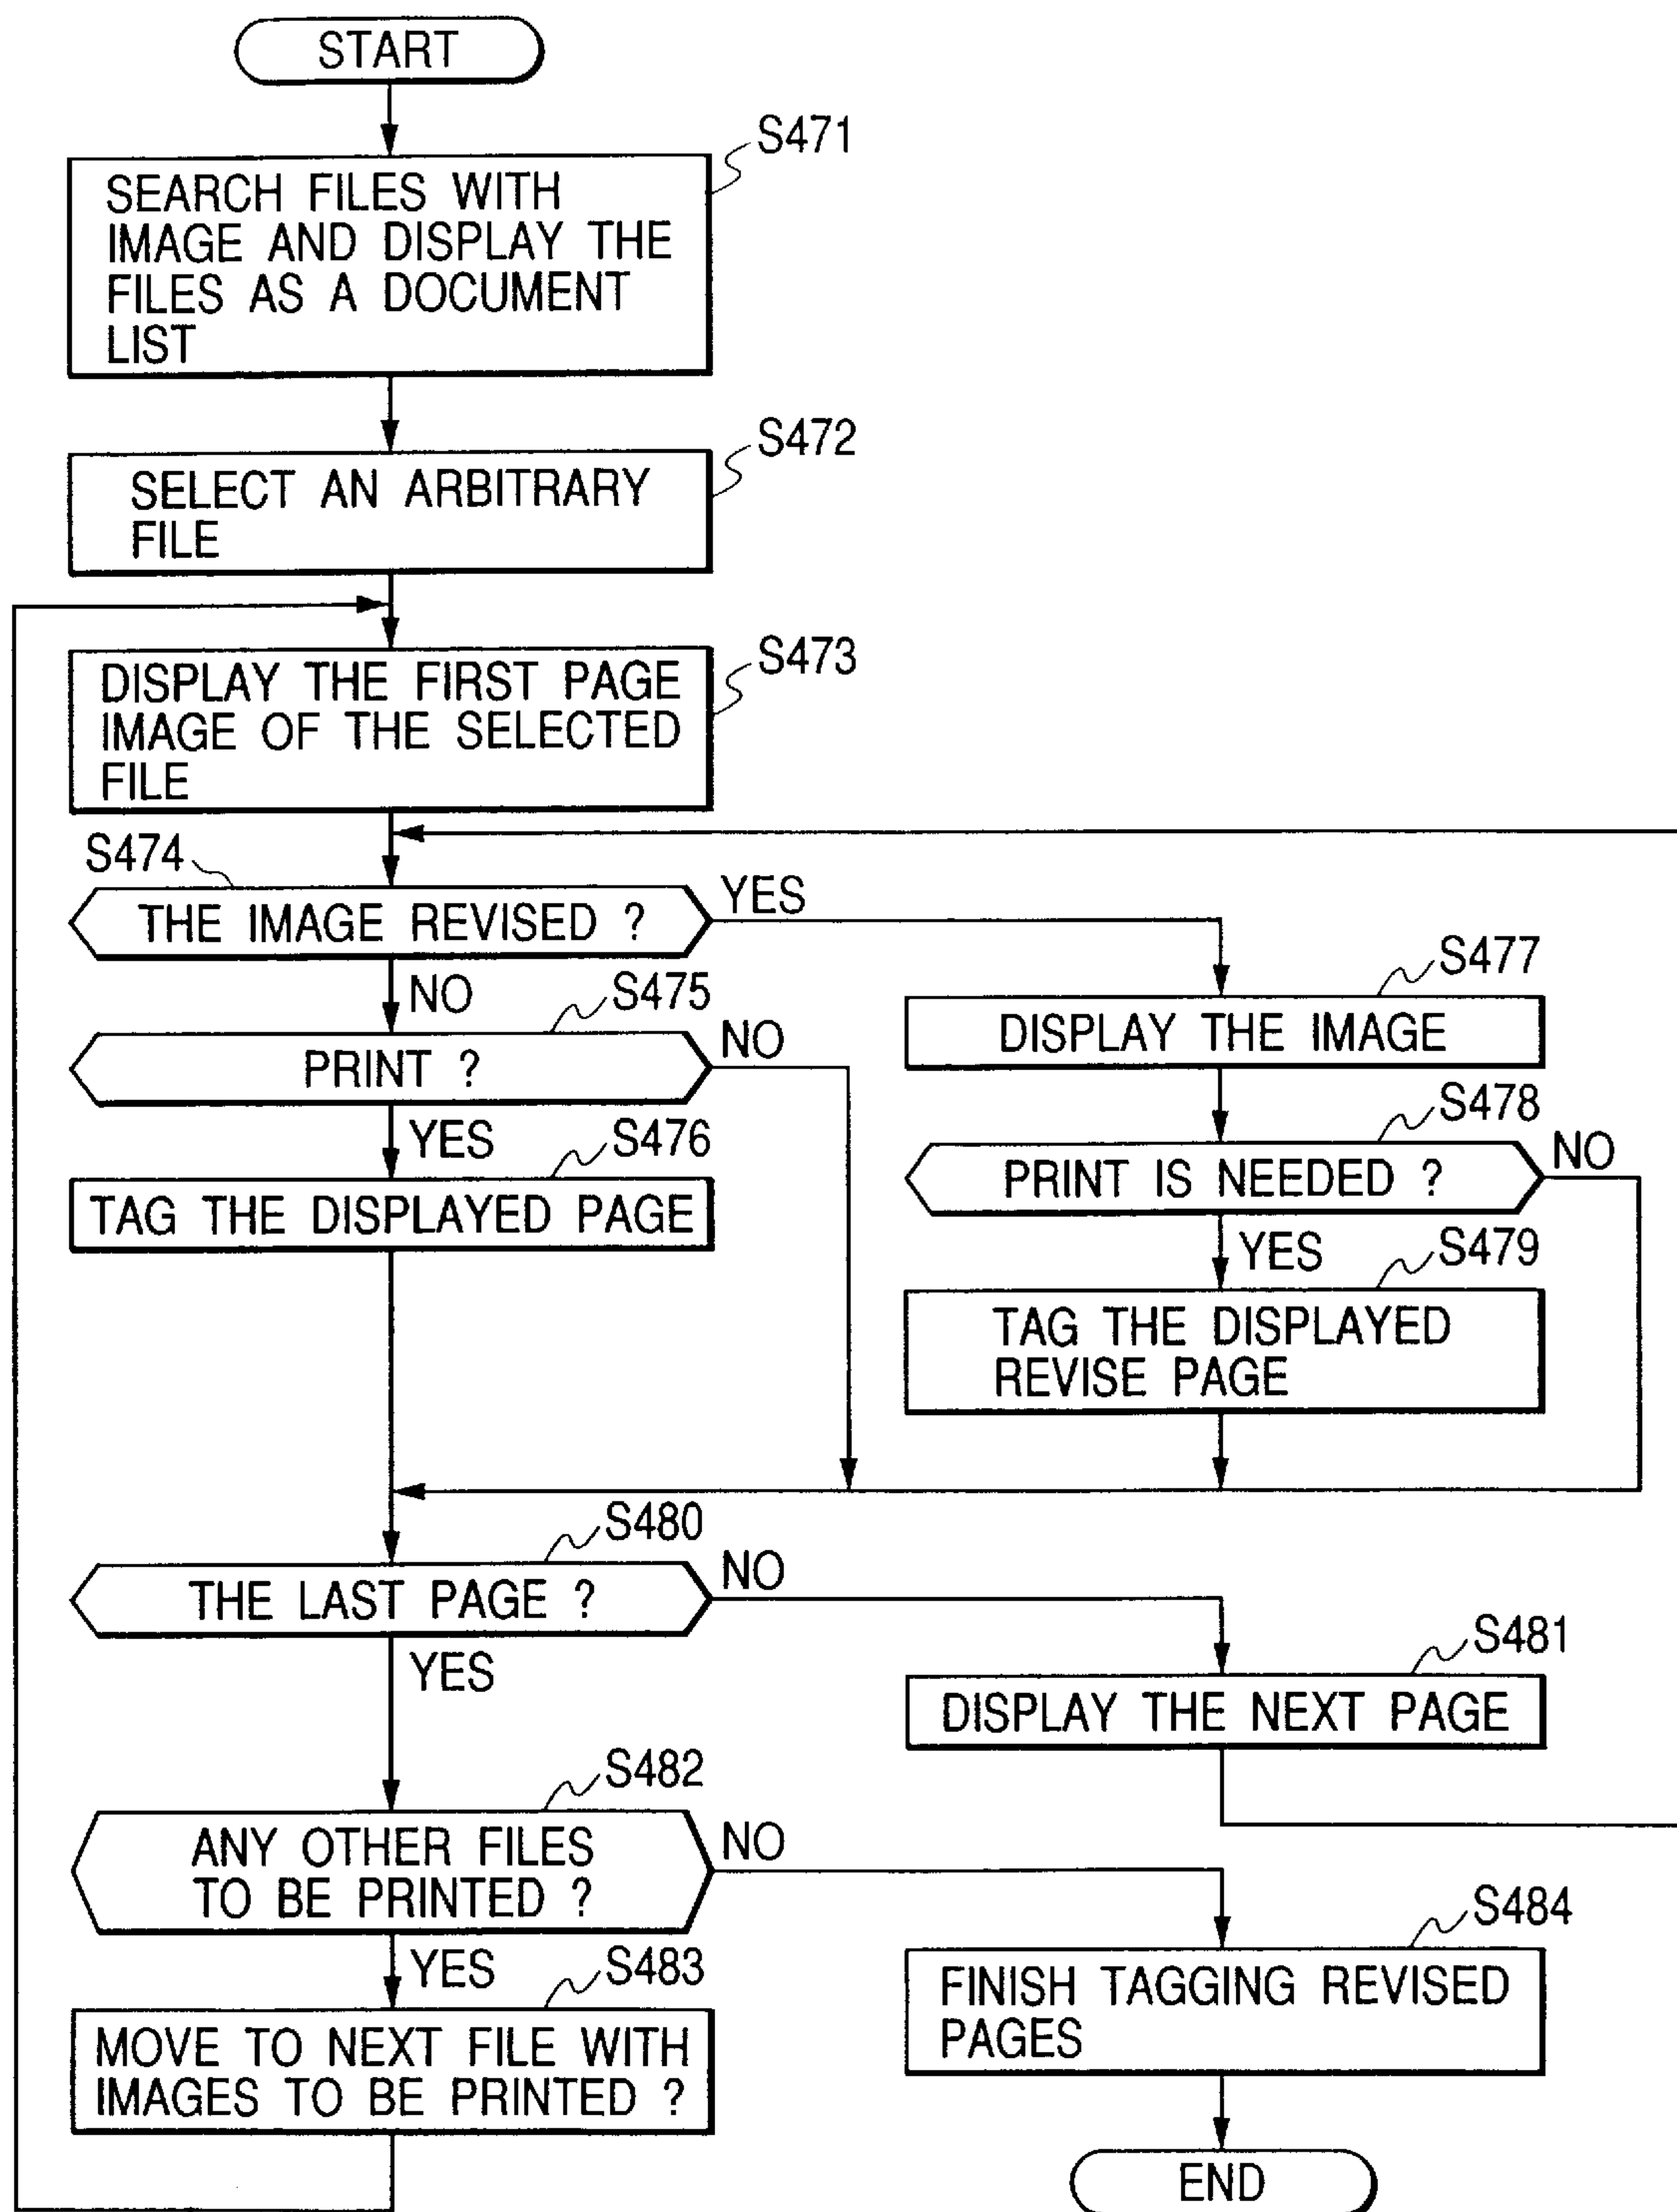 START
S471
SEARCH FILES WITH
IMAGE AND DISPLAY THE
FILES AS A DOCUMENT
LIST
S472
SELECT AN ARBITRARY
FILE
S473
DISPLAY THE FIRST PAGE
IMAGE OF THE SELECTED
FILE
S474
THE IMAGE REVISED ?
YES
NO
S475
PRINT ?
NO
YES
S476
TAG THE DISPLAYED PAGE
S477
DISPLAY THE IMAGE
S478
PRINT IS NEEDED ?
NO
YES
S479
TAG THE DISPLAYED
REVISE PAGE
S480
THE LAST PAGE ?
NO
YES
S481
DISPLAY THE NEXT PAGE
S482
ANY OTHER FILES
TO BE PRINTED ?
NO
YES
S483
MOVE TO NEXT FILE WITH
IMAGES TO BE PRINTED ?
S484
FINISH TAGGING REVISED
PAGES
END